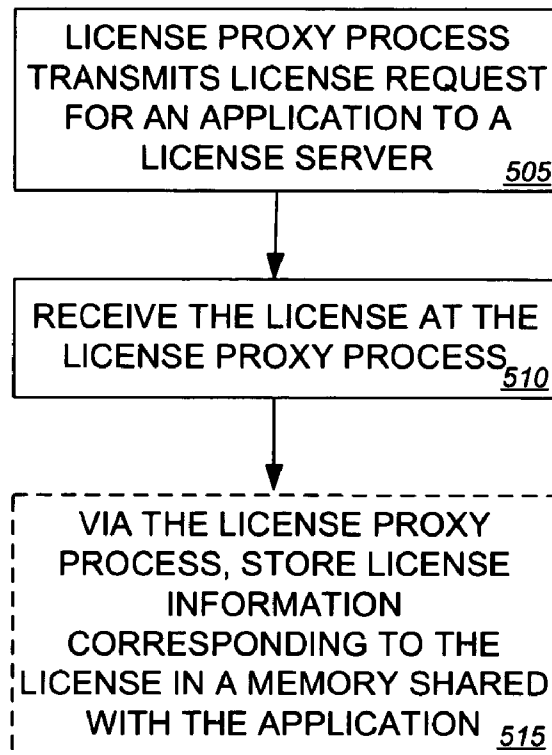 LICENSE PROXY PROCESS
TRANSMITS LICENSE REQUEST
FOR AN APPLICATION TO A
LICENSE SERVER
505
RECEIVE THE LICENSE AT THE
LICENSE PROXY PROCESS
510
VIA THE LICENSE PROXY
PROCESS, STORE LICENSE
INFORMATION
CORRESPONDING TO THE
LICENSE IN A MEMORY SHARED
WITH THE APPLICATION
515